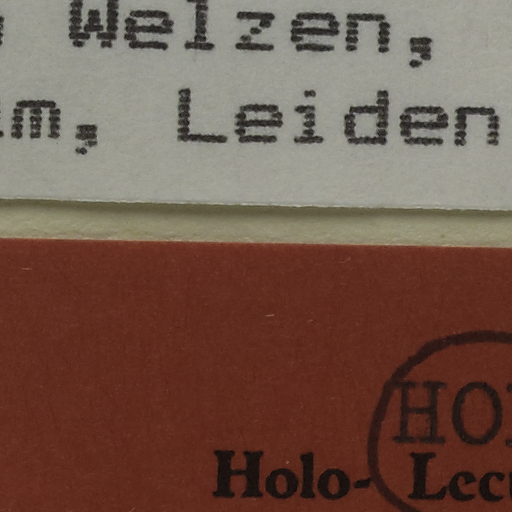 Welzen,
m, Leiden
HO
Holo- Lec